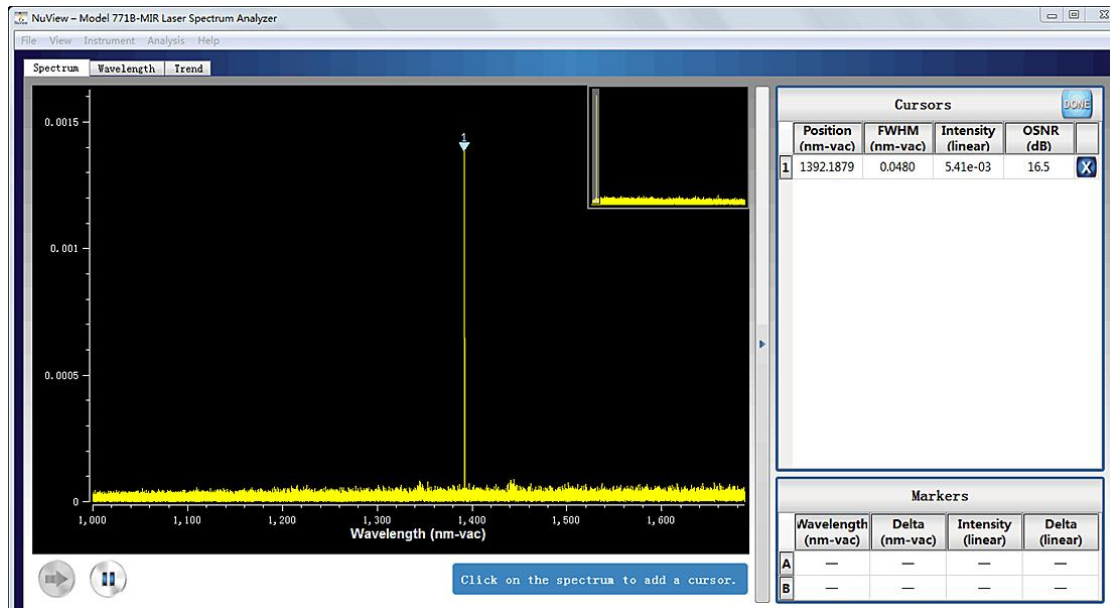 NuView – Model 771B-MIR Laser Spectrum Analyzer
File View Instrument Analysis Help
Spectrum Wavelength Trend
0.0015
0.001
0.0005
0
1
1,000 1,100 1,200 1,300 1,400 1,500 1,600
Wavelength (nm-vac)
Click on the spectrum to add a cursor.
Cursors DONE
Position (nm-vac) FWHM (nm-vac) Intensity (linear) OSNR (dB)
1 1392.1879 0.0480 5.41e-03 16.5 X
Markers
Wavelength (nm-vac) Delta (nm-vac) Intensity (linear) Delta (linear)
A — — — —
B — — — —